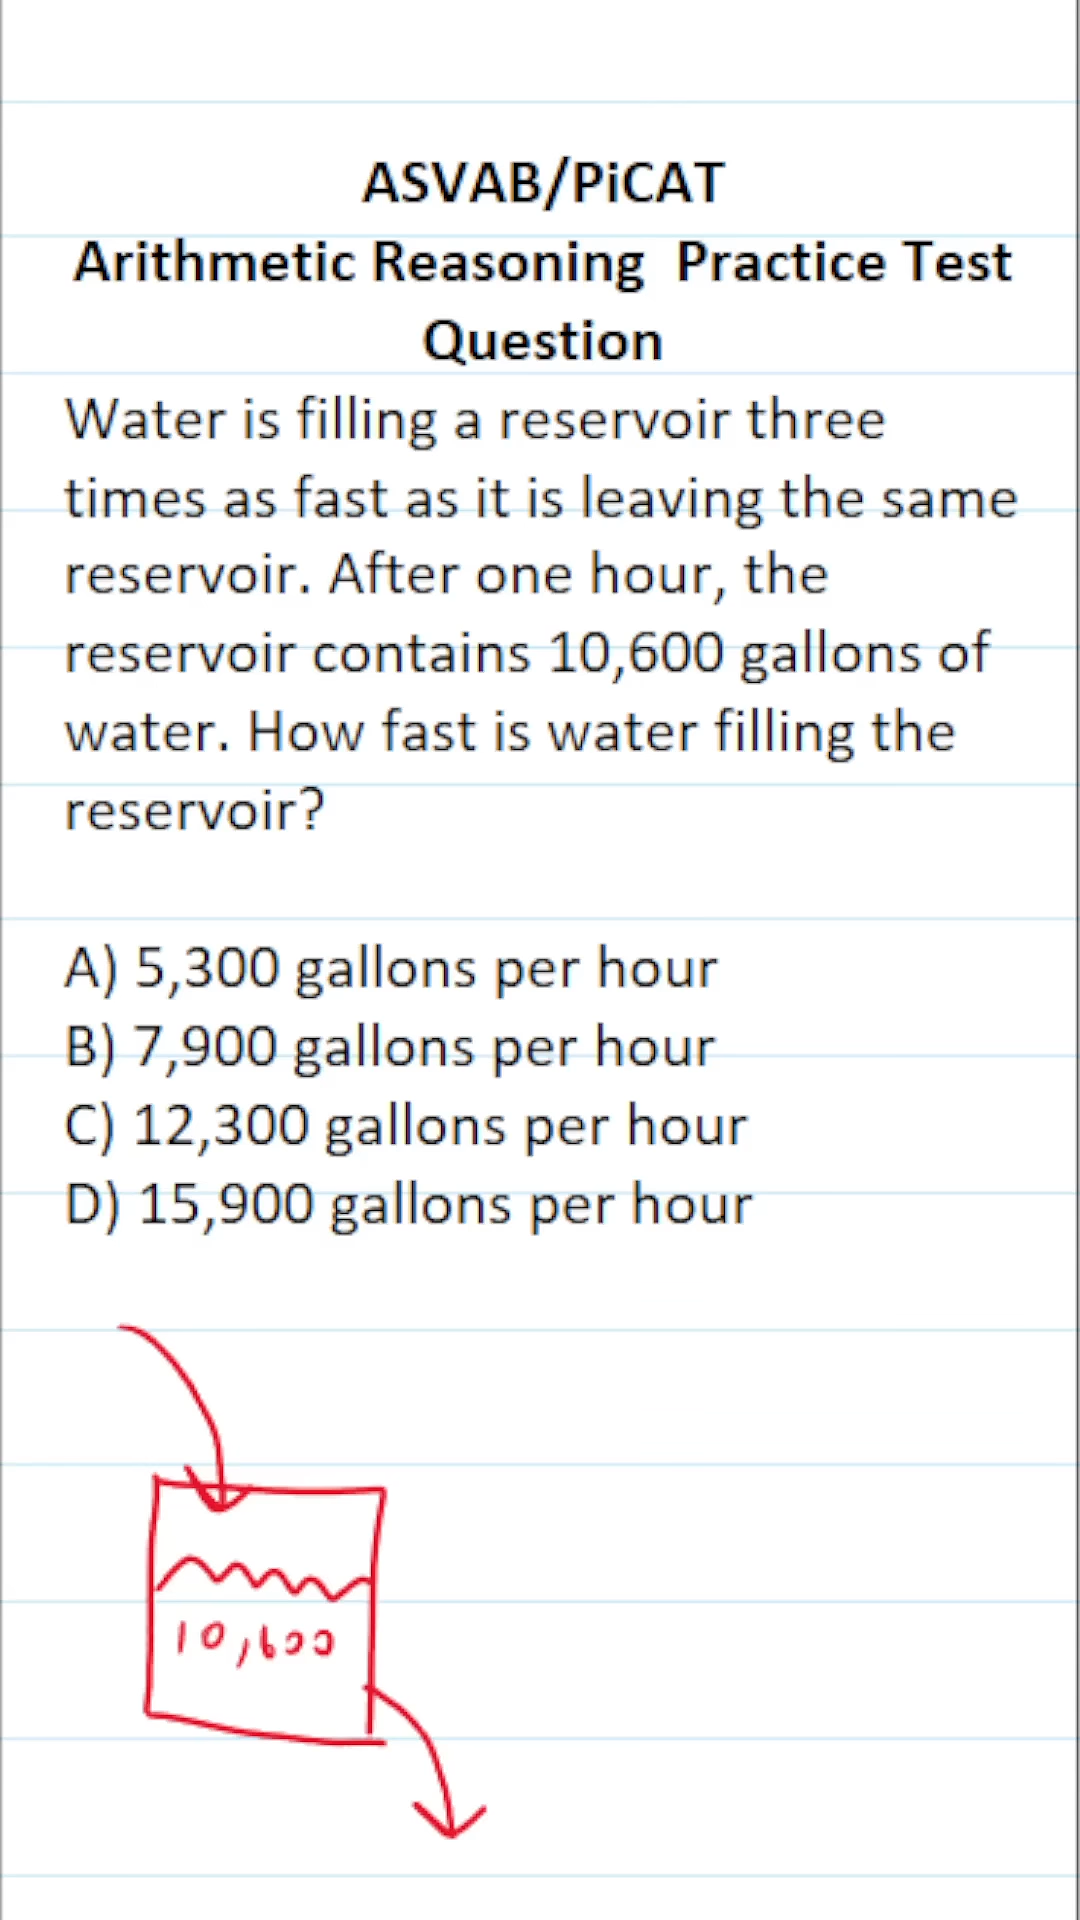 ASVAB/PiCAT
Arithmetic Reasoning Practice Test
Question
Water is filling a reservoir three
times as fast as it is leaving the same
reservoir. After one hour, the
reservoir contains 10,600 gallons of
water. How fast is water filling the
reservoir?
A) 5,300 gallons per hour
B) 7,900 gallons per hour
C) 12,300 gallons per hour
D) 15,900 gallons per hour
10,600